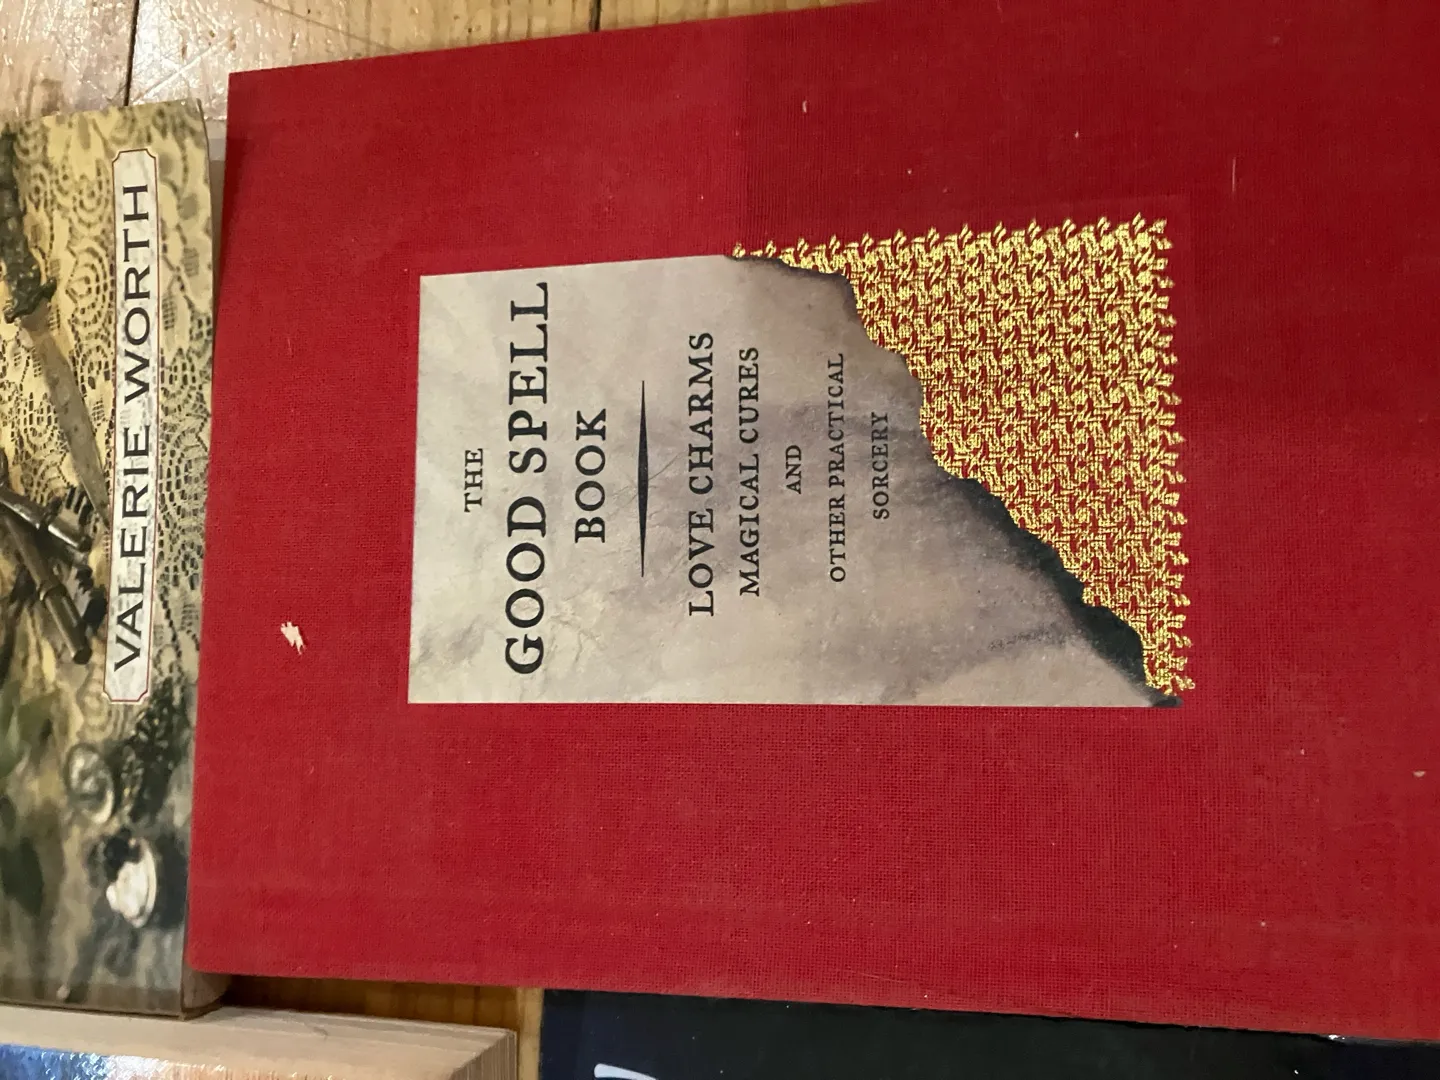 VALERIE WORTH
THE
GOOD SPELL
BOOK
LOVE CHARMS
MAGICAL CURES
AND
OTHER PRACTICAL
SORCERY